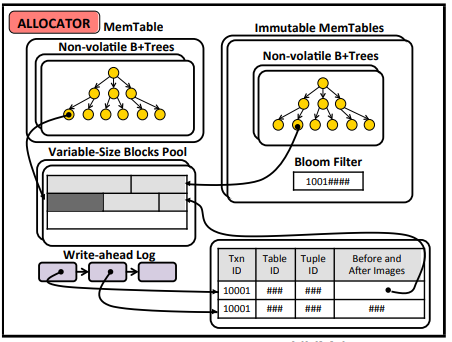 ALLOCATOR
MemTable
Non-volatile B+Trees
Immutable MemTables
Non-volatile B+Trees
Bloom Filter
1001####
Variable-Size Blocks Pool
Write-ahead Log
Txn ID
Table ID
Tuple ID
Before and After Images
10001 ### ###
10001 ### ### ###